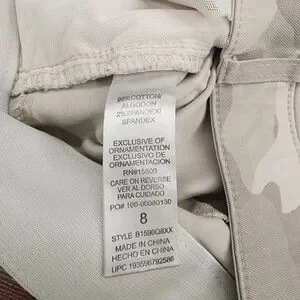 98% COTTON/
ALGODON
2% SPANDEX/
SPANDEX
EXCLUSIVE OF
ORNAMENTATION
EXCLUSIVO DE
ORNAMENTACION
RN#15600
CARE ON REVERSE
VER AL DORSO
PARA CUIDADO
PO# 100-00080130
8
STYLE B1590Q8XX
MADE IN CHINA
HECHO EN CHINA
UPC 193598792586